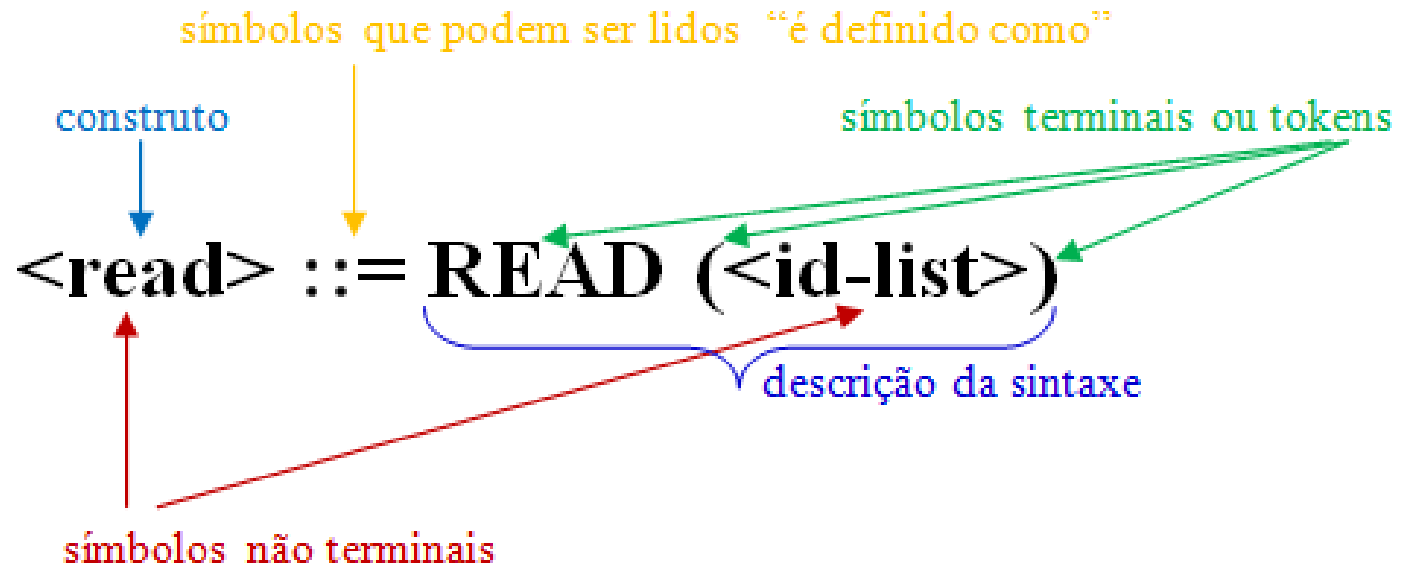 símbolos que podem ser lidos “é definido como”
construto
símbolos terminais ou tokens
<read> ::= READ (<id-list>)
descrição da sintaxe
símbolos não terminais